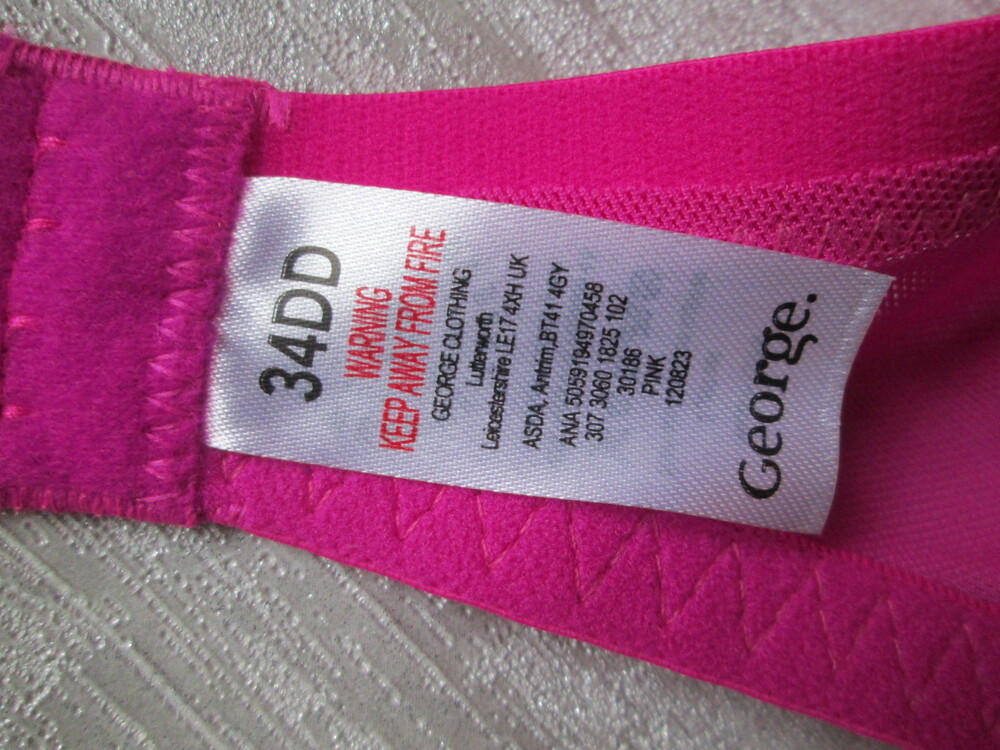 34DD
WARNING
KEEP AWAY FROM FIRE
GEORGE CLOTHING
Lutterworth
Leicestershire LE17 4XH UK
ASDA, Antrim,BT41 4GY
ANA 5059194970458
307 3060 1825 102
30186
PINK
120823
George.